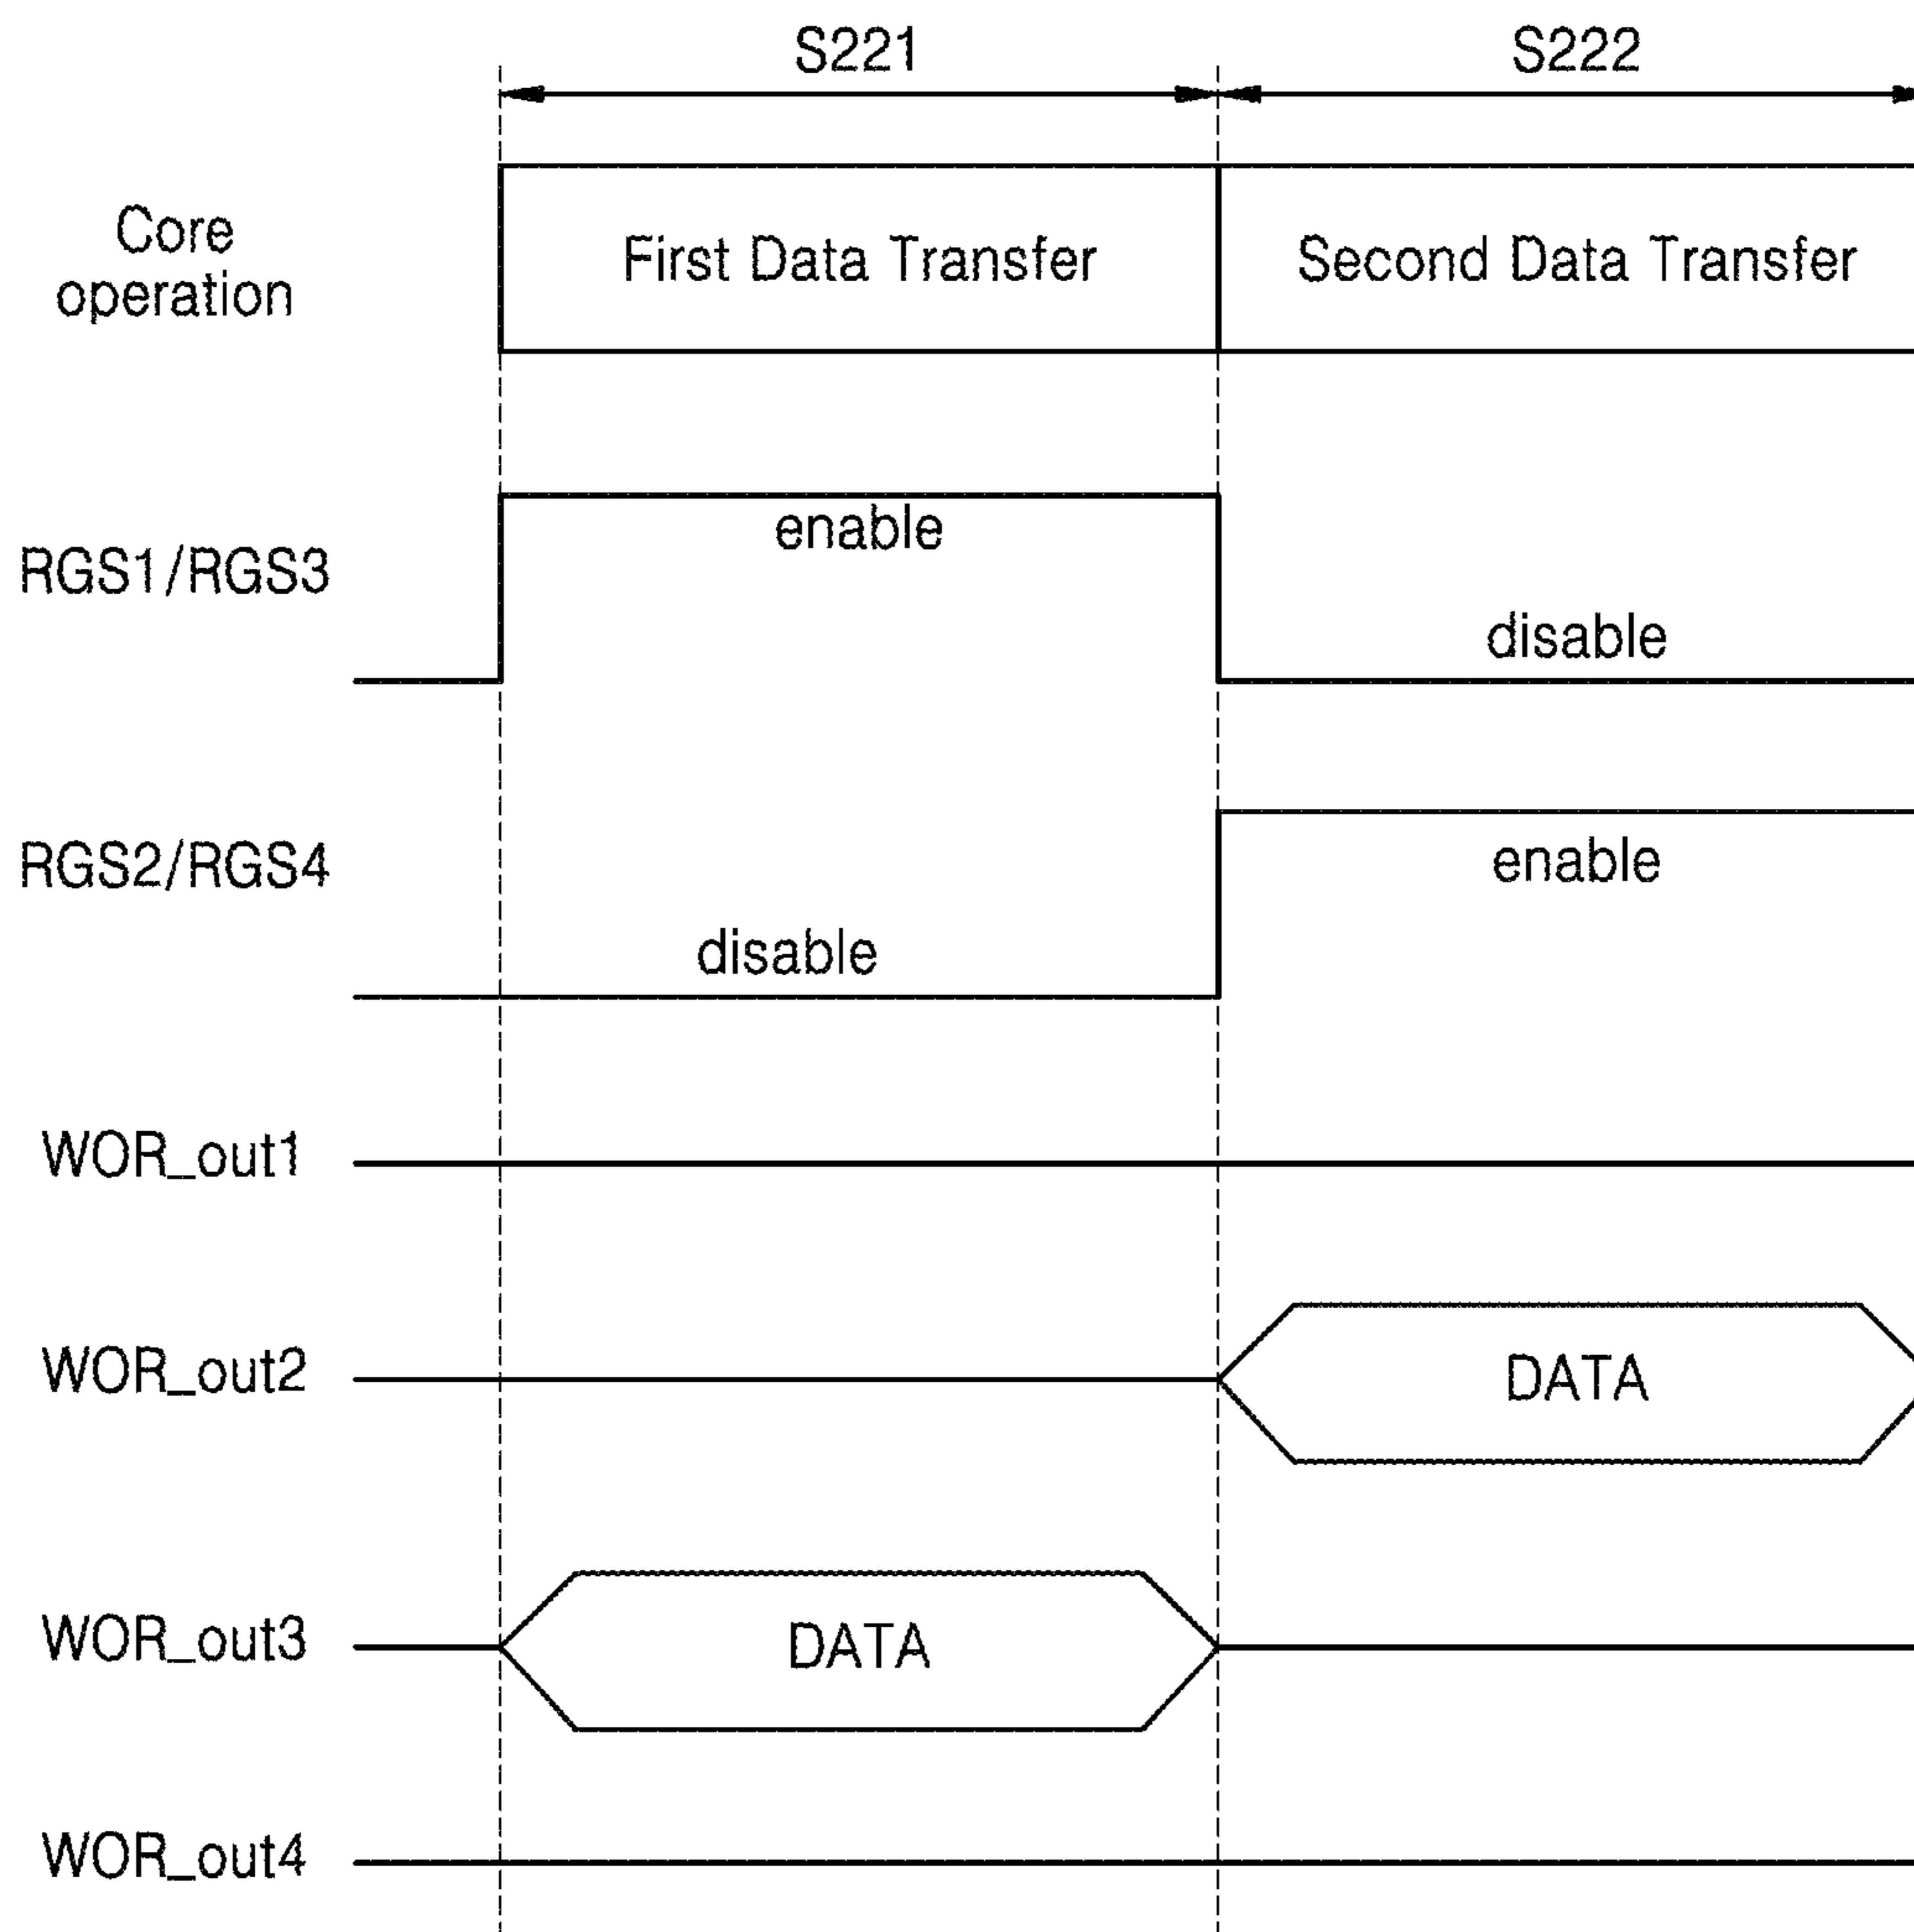 S221 S222
Core
operation
First Data Transfer Second Data Transfer
RGS1/RGS3
enable
disable
RGS2/RGS4
enable
disable
WOR_out1
WOR_out2
DATA
WOR_out3
DATA
WOR_out4